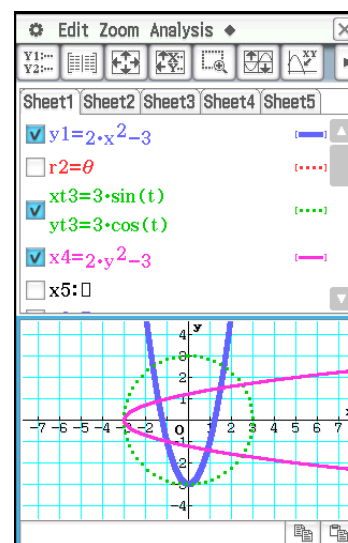 Edit Zoom Analysis ◆
Y1:...
Y2:...
XY
Sheet1 Sheet2 Sheet3 Sheet4 Sheet5
y1=2·x²-3
r2=θ
xt3=3·sin(t)
yt3=3·cos(t)
x4=2·y²-3
x5:□
y
4
3
2
1
-7 -6 -5 -4 -3 -2 0 1 2 3 4 5 6 7
-1
-2
-3
-4